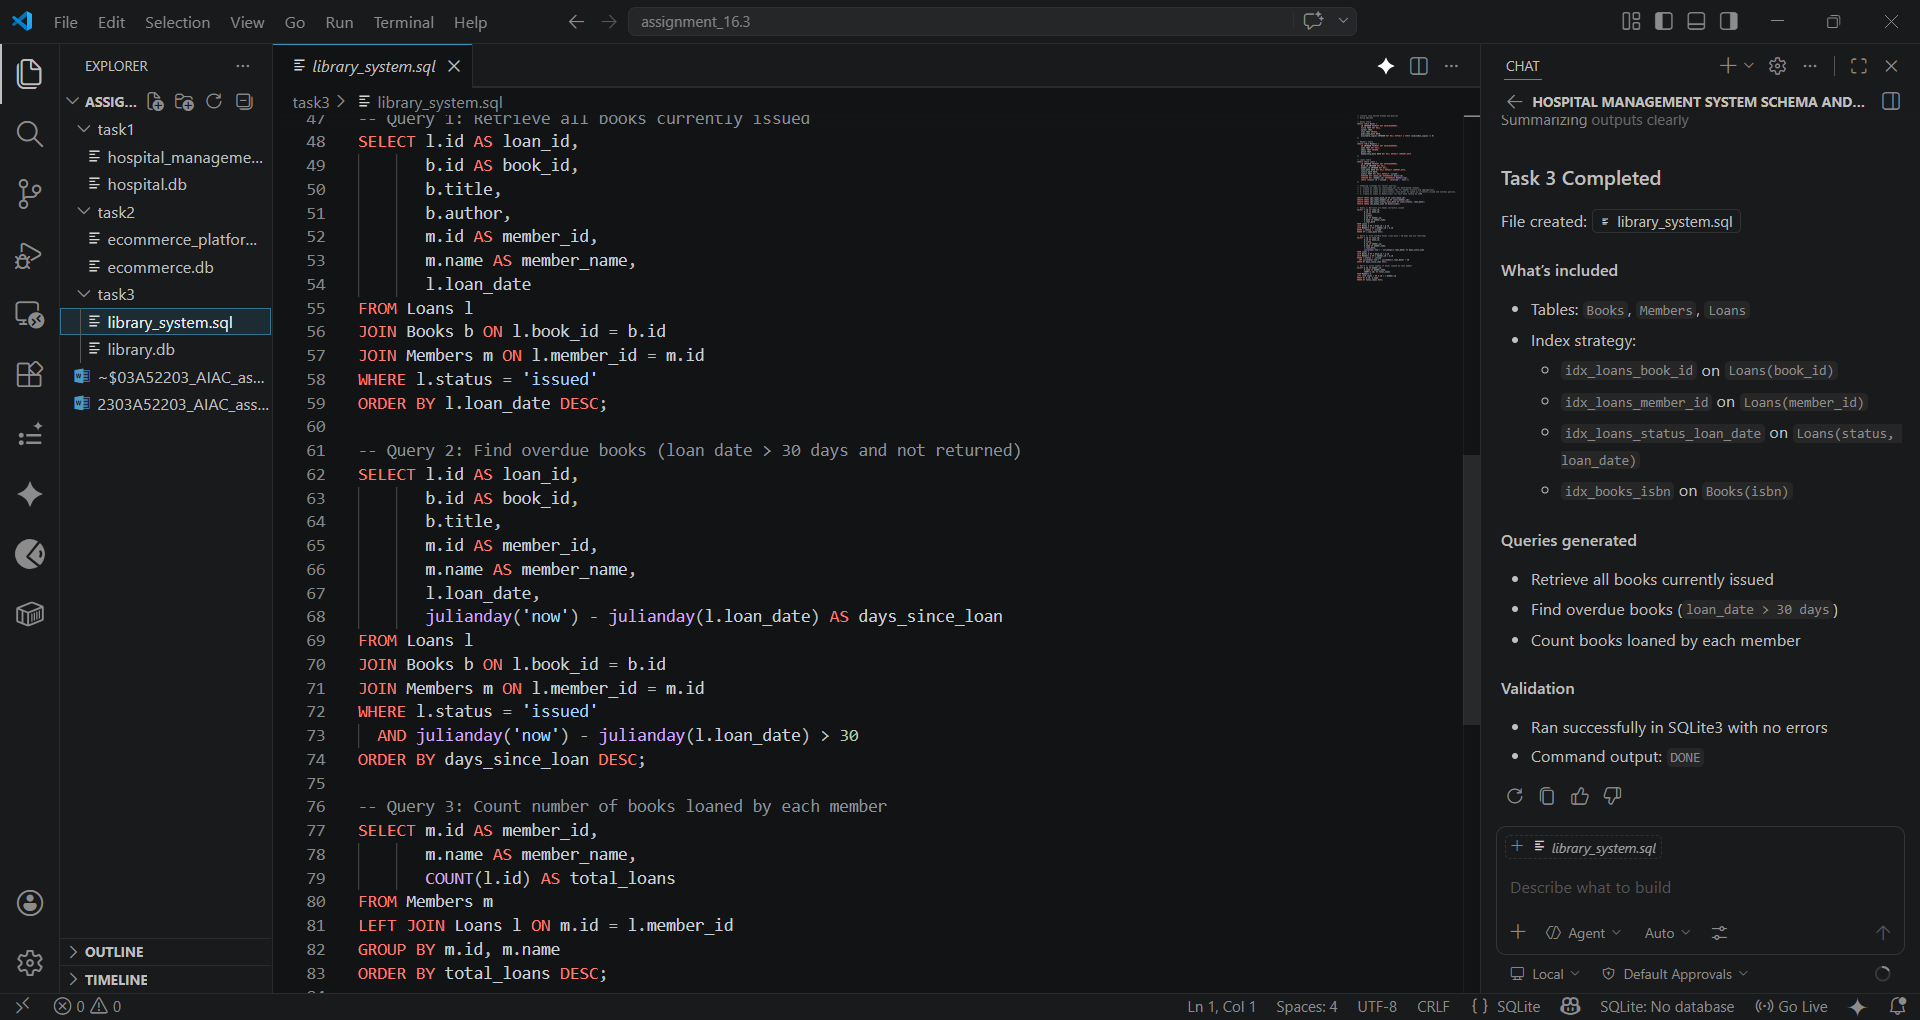 File Edit Selection View Go Run Terminal Help
assignment_16.3
EXPLORER
ASSIG...
task1
hospital_manageme...
hospital.db
task2
ecommerce_platfor...
ecommerce.db
task3
library_system.sql
library.db
~$03A52203_AIAC_as...
2303A52203_AIAC_ass...
OUTLINE
TIMELINE
library_system.sql
task3 > library_system.sql
47 -- Query 1: Retrieve all books currently issued
48 SELECT l.id AS loan_id,
49 b.id AS book_id,
50 b.title,
51 b.author,
52 m.id AS member_id,
53 m.name AS member_name,
54 l.loan_date
55 FROM Loans l
56 JOIN Books b ON l.book_id = b.id
57 JOIN Members m ON l.member_id = m.id
58 WHERE l.status = 'issued'
59 ORDER BY l.loan_date DESC;
60
61 -- Query 2: Find overdue books (loan date > 30 days and not returned)
62 SELECT l.id AS loan_id,
63 b.id AS book_id,
64 b.title,
65 m.id AS member_id,
66 m.name AS member_name,
67 l.loan_date,
68 julianday('now') - julianday(l.loan_date) AS days_since_loan
69 FROM Loans l
70 JOIN Books b ON l.book_id = b.id
71 JOIN Members m ON l.member_id = m.id
72 WHERE l.status = 'issued'
73 AND julianday('now') - julianday(l.loan_date) > 30
74 ORDER BY days_since_loan DESC;
75
76 -- Query 3: Count number of books loaned by each member
77 SELECT m.id AS member_id,
78 m.name AS member_name,
79 COUNT(l.id) AS total_loans
80 FROM Members m
81 LEFT JOIN Loans l ON m.id = l.member_id
82 GROUP BY m.id, m.name
83 ORDER BY total_loans DESC;
CHAT
HOSPITAL MANAGEMENT SYSTEM SCHEMA AND...
Summarizing outputs clearly
Task 3 Completed
File created: library_system.sql
What's included
Tables: Books, Members, Loans
Index strategy:
idx_loans_book_id on Loans(book_id)
idx_loans_member_id on Loans(member_id)
idx_loans_status_loan_date on Loans(status,
loan_date)
idx_books_isbn on Books(isbn)
Queries generated
Retrieve all books currently issued
Find overdue books (loan_date > 30 days)
Count books loaned by each member
Validation
Ran successfully in SQLite3 with no errors
Command output: DONE
library_system.sql
Describe what to build
Agent Auto
Local Default Approvals
0 0
Ln 1, Col 1 Spaces: 4 UTF-8 CRLF { } SQLite SQLite: No database Go Live